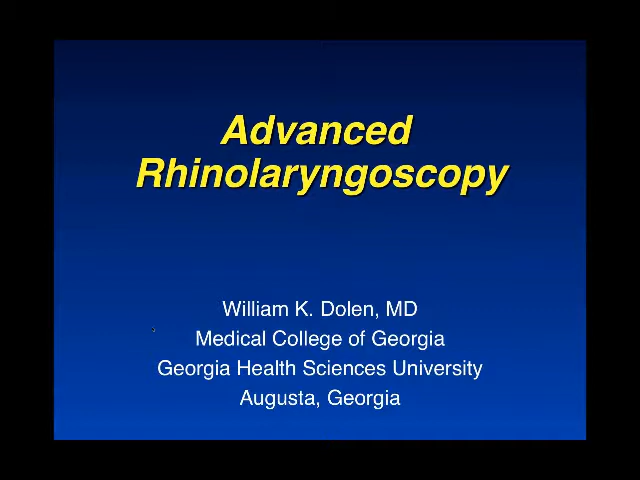 Advanced
Rhinolaryngoscopy
William K. Dolen, MD
Medical College of Georgia
Georgia Health Sciences University
Augusta, Georgia